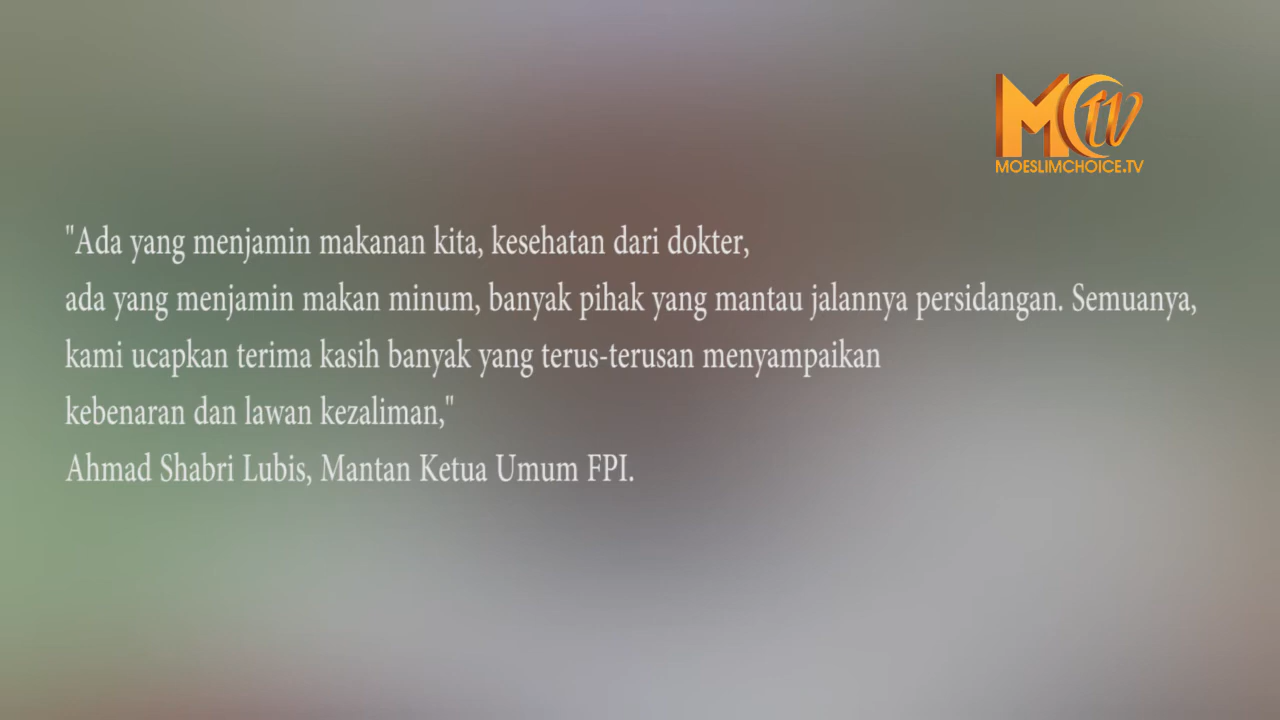 MCtv
MOESLIMCHOICE.TV
"Ada yang menjamin makanan kita, kesehatan dari dokter,
ada yang menjamin makan minum, banyak pihak yang mantau jalannya persidangan. Semuanya,
kami ucapkan terima kasih banyak yang terus-terusan menyampaikan
kebenaran dan lawan kezaliman,"
Ahmad Shabri Lubis, Mantan Ketua Umum FPI.